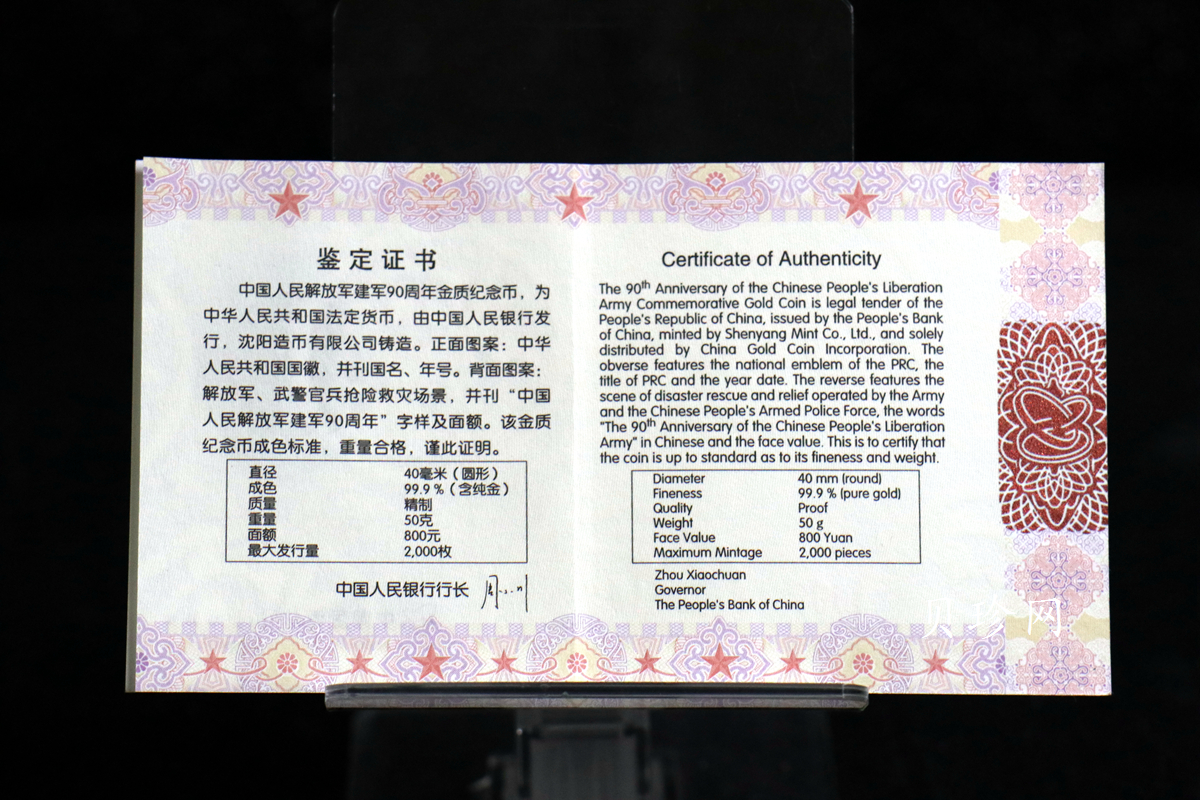 鉴定证书
中国人民解放军建军90周年金质纪念币，为
中华人民共和国法定货币，由中国人民银行发
行，沈阳造币有限公司铸造。正面图案：中华
人民共和国国徽，并刊国名、年号。背面图案：
解放军、武警官兵抢险救灾场景，并刊“中国
人民解放军建军90周年”字样及面额。该金质
纪念币成色标准，重量合格，谨此证明。
直径 40毫米（圆形）
成色 99.9％（含纯金）
质量 精制
重量 50克
面额 800元
最大发行量 2,000枚
中国人民银行行长
Certificate of Authenticity
The 90th Anniversary of the Chinese People's Liberation
Army Commemorative Gold Coin is legal tender of the
People's Republic of China, issued by the People's Bank
of China, minted by Shenyang Mint Co., Ltd., and solely
distributed by China Gold Coin Incorporation. The
obverse features the national emblem of the PRC, the
title of PRC and the year date. The reverse features the
scene of disaster rescue and relief operated by the Army
and the Chinese People's Armed Police Force, the words
"The 90th Anniversary of the Chinese People's Liberation
Army" in Chinese and the face value. This is to certify that
the coin is up to standard as to its fineness and weight.
Diameter 40 mm (round)
Fineness 99.9 % (pure gold)
Quality Proof
Weight 50 g
Face Value 800 Yuan
Maximum Mintage 2,000 pieces
Zhou Xiaochuan
Governor
The People's Bank of China
贝珍网